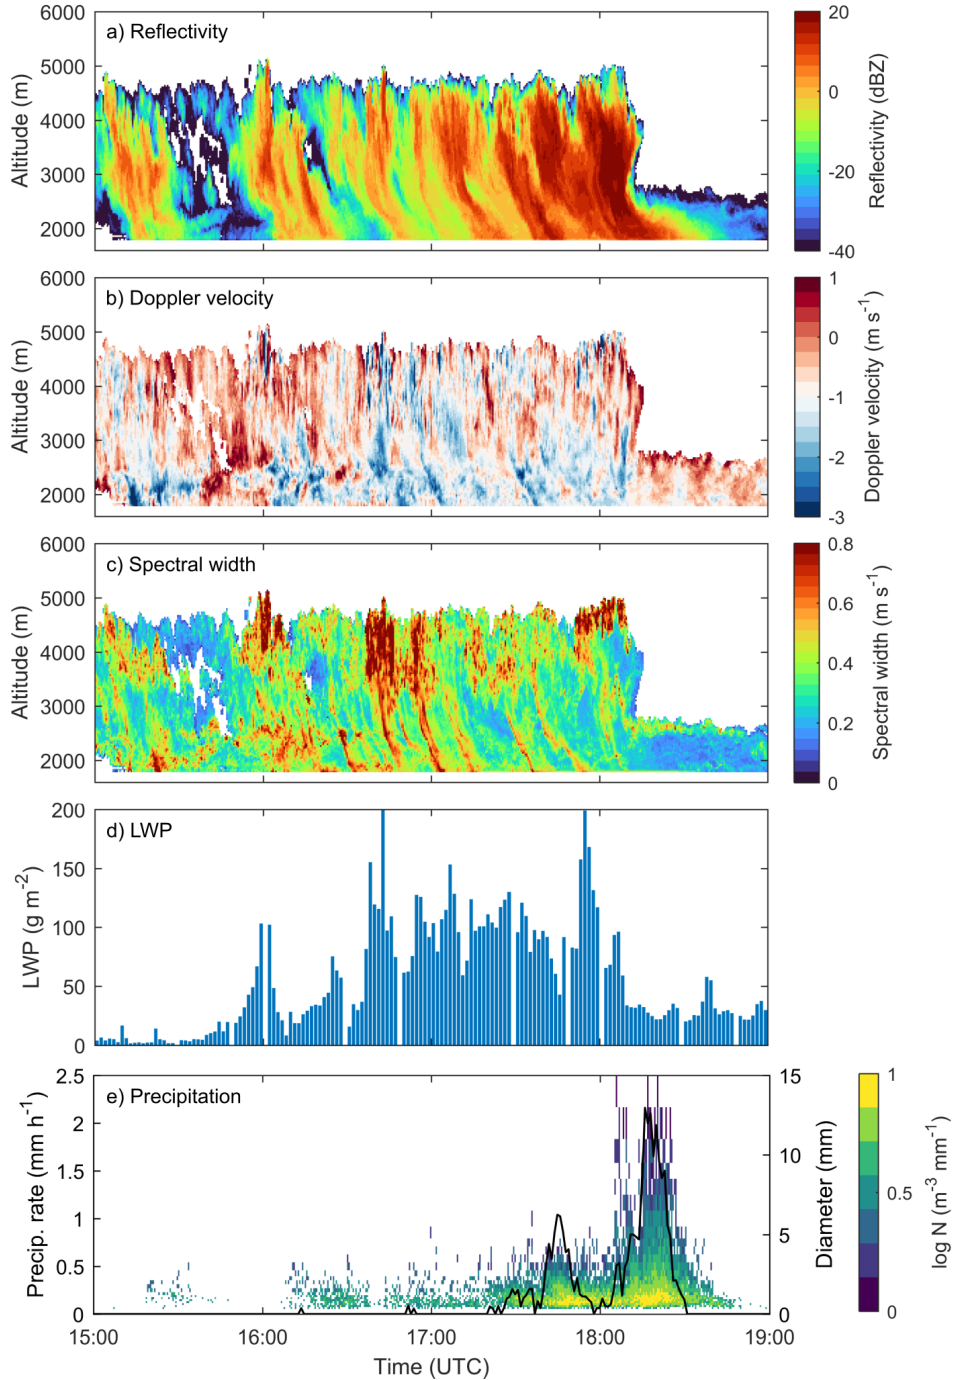 a) Reflectivity
6000
5000
4000
3000
2000
Altitude (m)
20
0
-20
-40
Reflectivity (dBZ)
b) Doppler velocity
6000
5000
4000
3000
2000
Altitude (m)
1
0
-1
-2
-3
Doppler velocity (m s⁻¹)
c) Spectral width
6000
5000
4000
3000
2000
Altitude (m)
0.8
0.6
0.4
0.2
0
Spectral width (m s⁻¹)
d) LWP
200
150
100
50
0
LWP (g m⁻²)
e) Precipitation
2.5
2
1.5
1
0.5
0
Precip. rate (mm h⁻¹)
15
10
5
0
Diameter (mm)
1
0.5
0
log N (m⁻³ mm⁻¹)
15:00 16:00 17:00 18:00 19:00
Time (UTC)